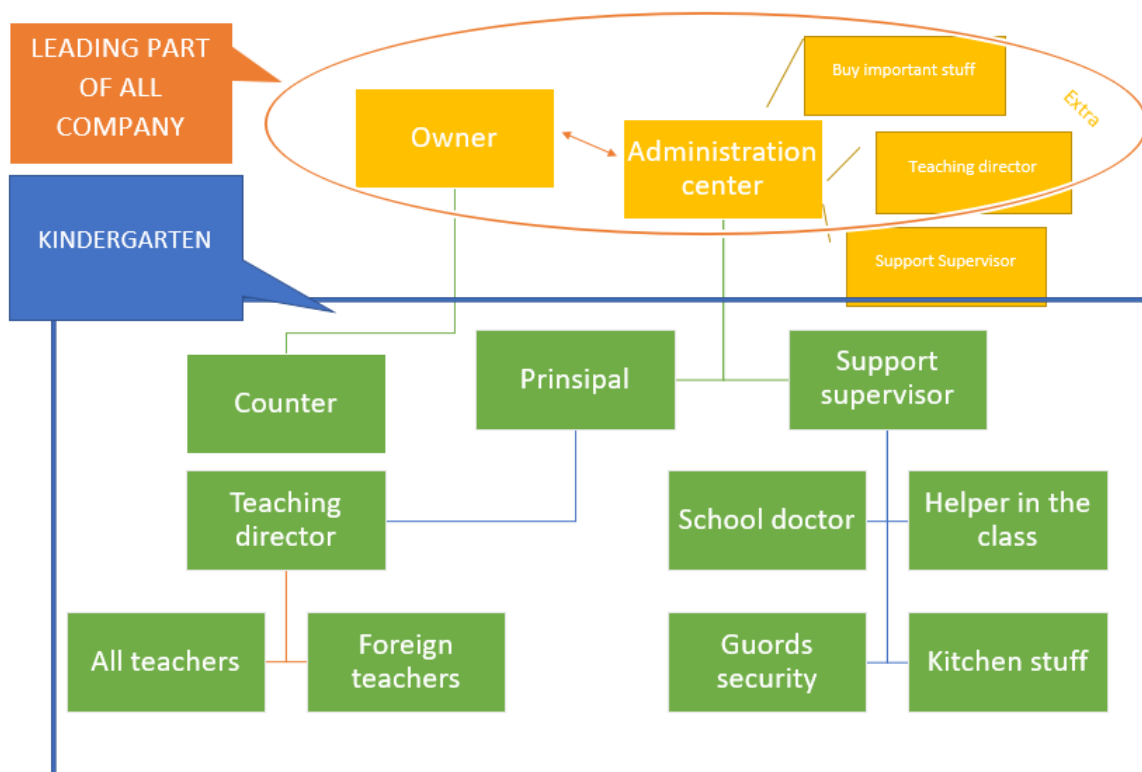 LEADING PART
OF ALL
COMPANY
Buy important stuff
Extra
Owner
Administration
center
Teaching director
KINDERGARTEN
Support Supervisor
Counter
Prinsipal
Support
supervisor
Teaching
director
School doctor
Helper in the
class
All teachers
Foreign
teachers
Guords
security
Kitchen stuff